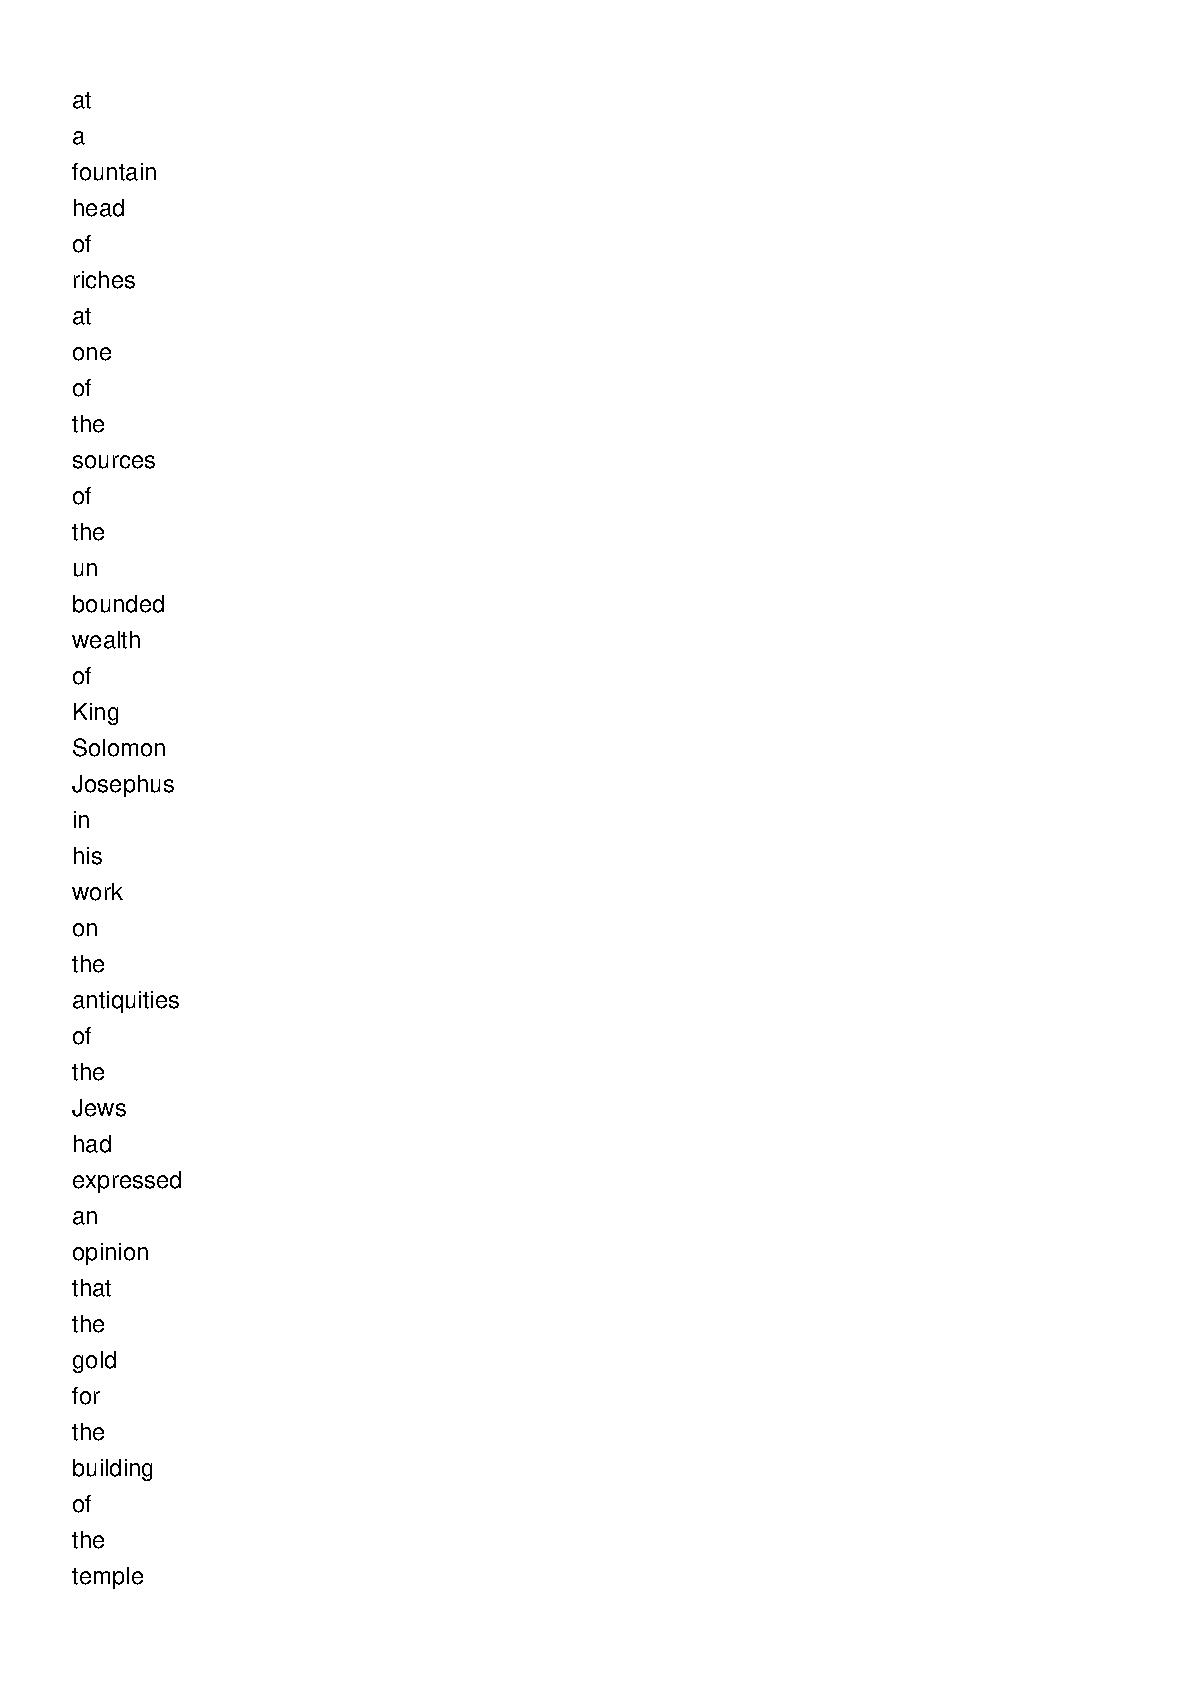 at
a
fountain
head
of
riches
at
one
of
the
sources
of
the
un
bounded
wealth
of
King
Solomon
Josephus
in
his
work
on
the
antiquities
of
the
Jews
had
expressed
an
opinion
that
the
gold
for
the
building
of
the
temple